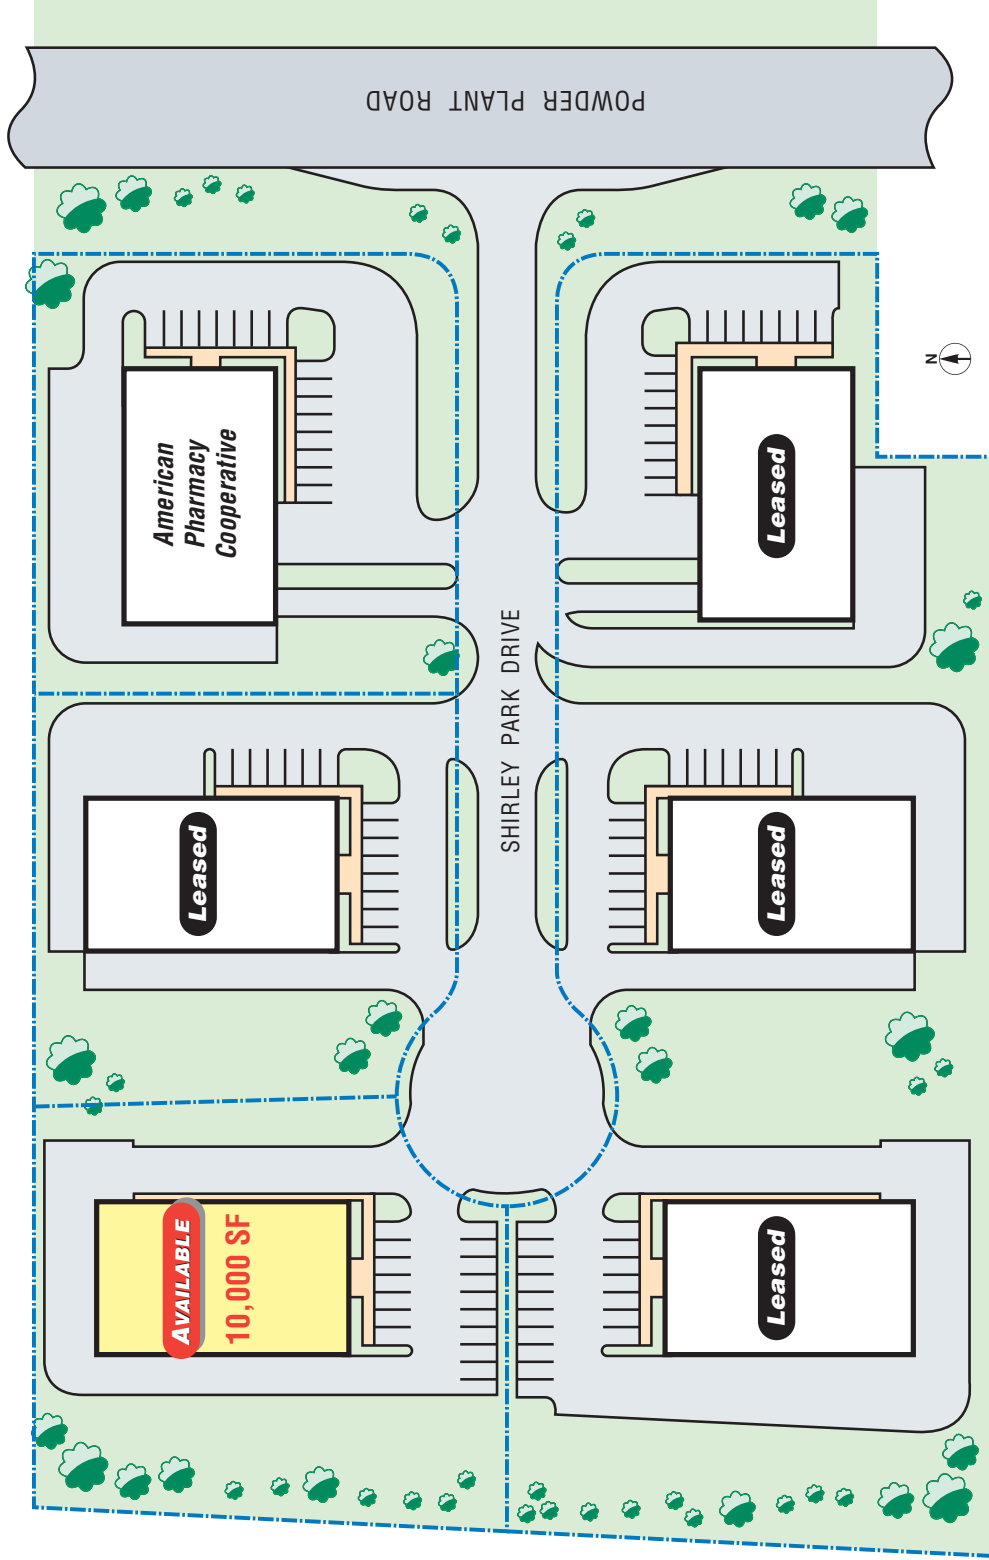 POWDER PLANT ROAD
N
American
Pharmacy
Cooperative
Leased
SHIRLEY PARK DRIVE
Leased
Leased
AVAILABLE
10,000 SF
Leased